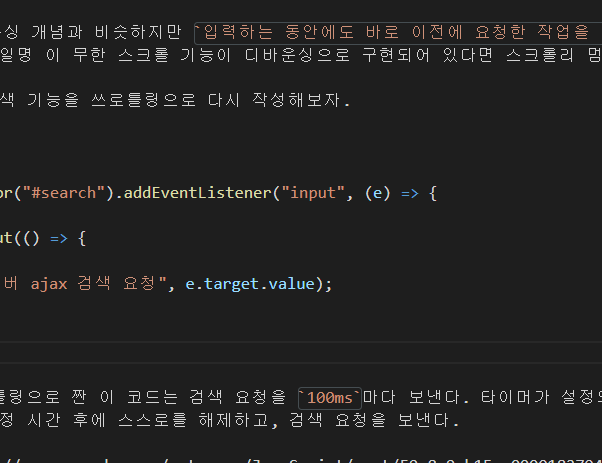 싱 개념과 비슷하지만 `입력하는 동안에도 바로 이전에 요청한 작업을
일명 이 무한 스크롤 기능이 디바운싱으로 구현되어 있다면 스크롤리 멈
색 기능을 쓰로틀링으로 다시 작성해보자.
or("#search").addEventListener("input", (e) => {
ut(() => {
버 ajax 검색 요청", e.target.value);
틀링으로 짠 이 코드는 검색 요청을 `100ms`마다 보낸다. 타이머가 설정
정 시간 후에 스스로를 해제하고, 검색 요청을 보낸다.